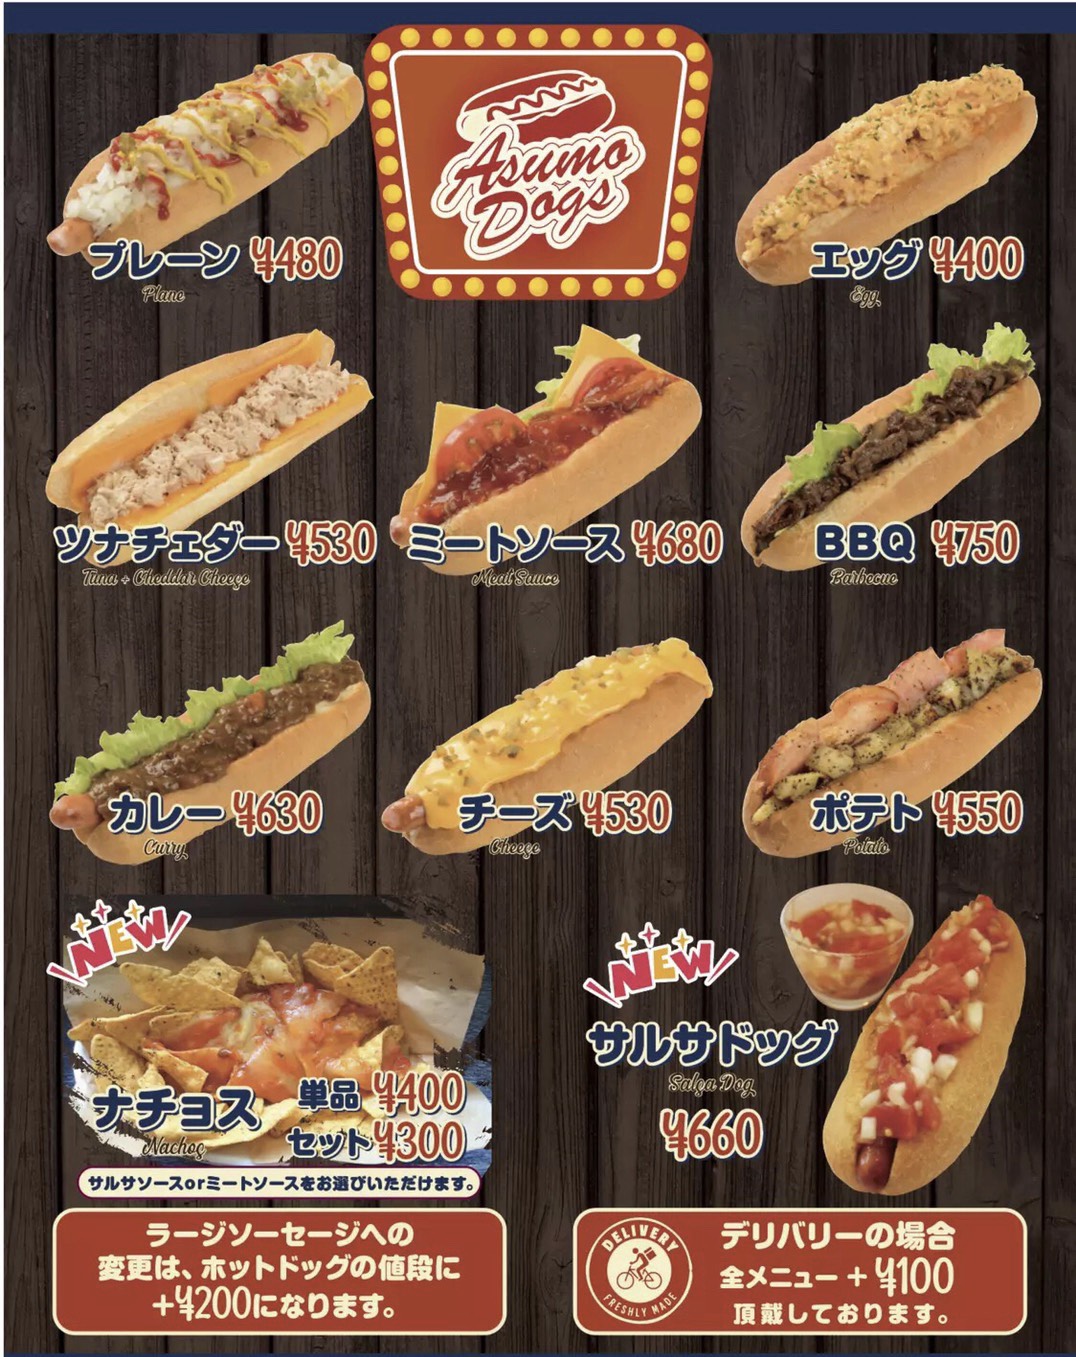 Asumo
Dogs
プレーン ¥480
Plane
エッグ ¥400
Egg
ツナチェダー ¥530
Tuna + Cheddar Cheese
ミートソース ¥680
Meat Sauce
BBQ ¥750
Barbecue
カレー ¥630
Curry
チーズ ¥530
Cheese
ポテト ¥550
Potato
NEW
ナチョス
Nachos
単品 ¥400
セット ¥300
サルサソースorミートソースをお選びいただけます。
NEW
サルサドッグ
Salsa Dog
¥660
ラージソーセージへの
変更は、ホットドッグの値段に
+¥200になります。
DELIVERY
FRESHLY MADE
デリバリーの場合
全メニュー + ¥100
頂戴しております。